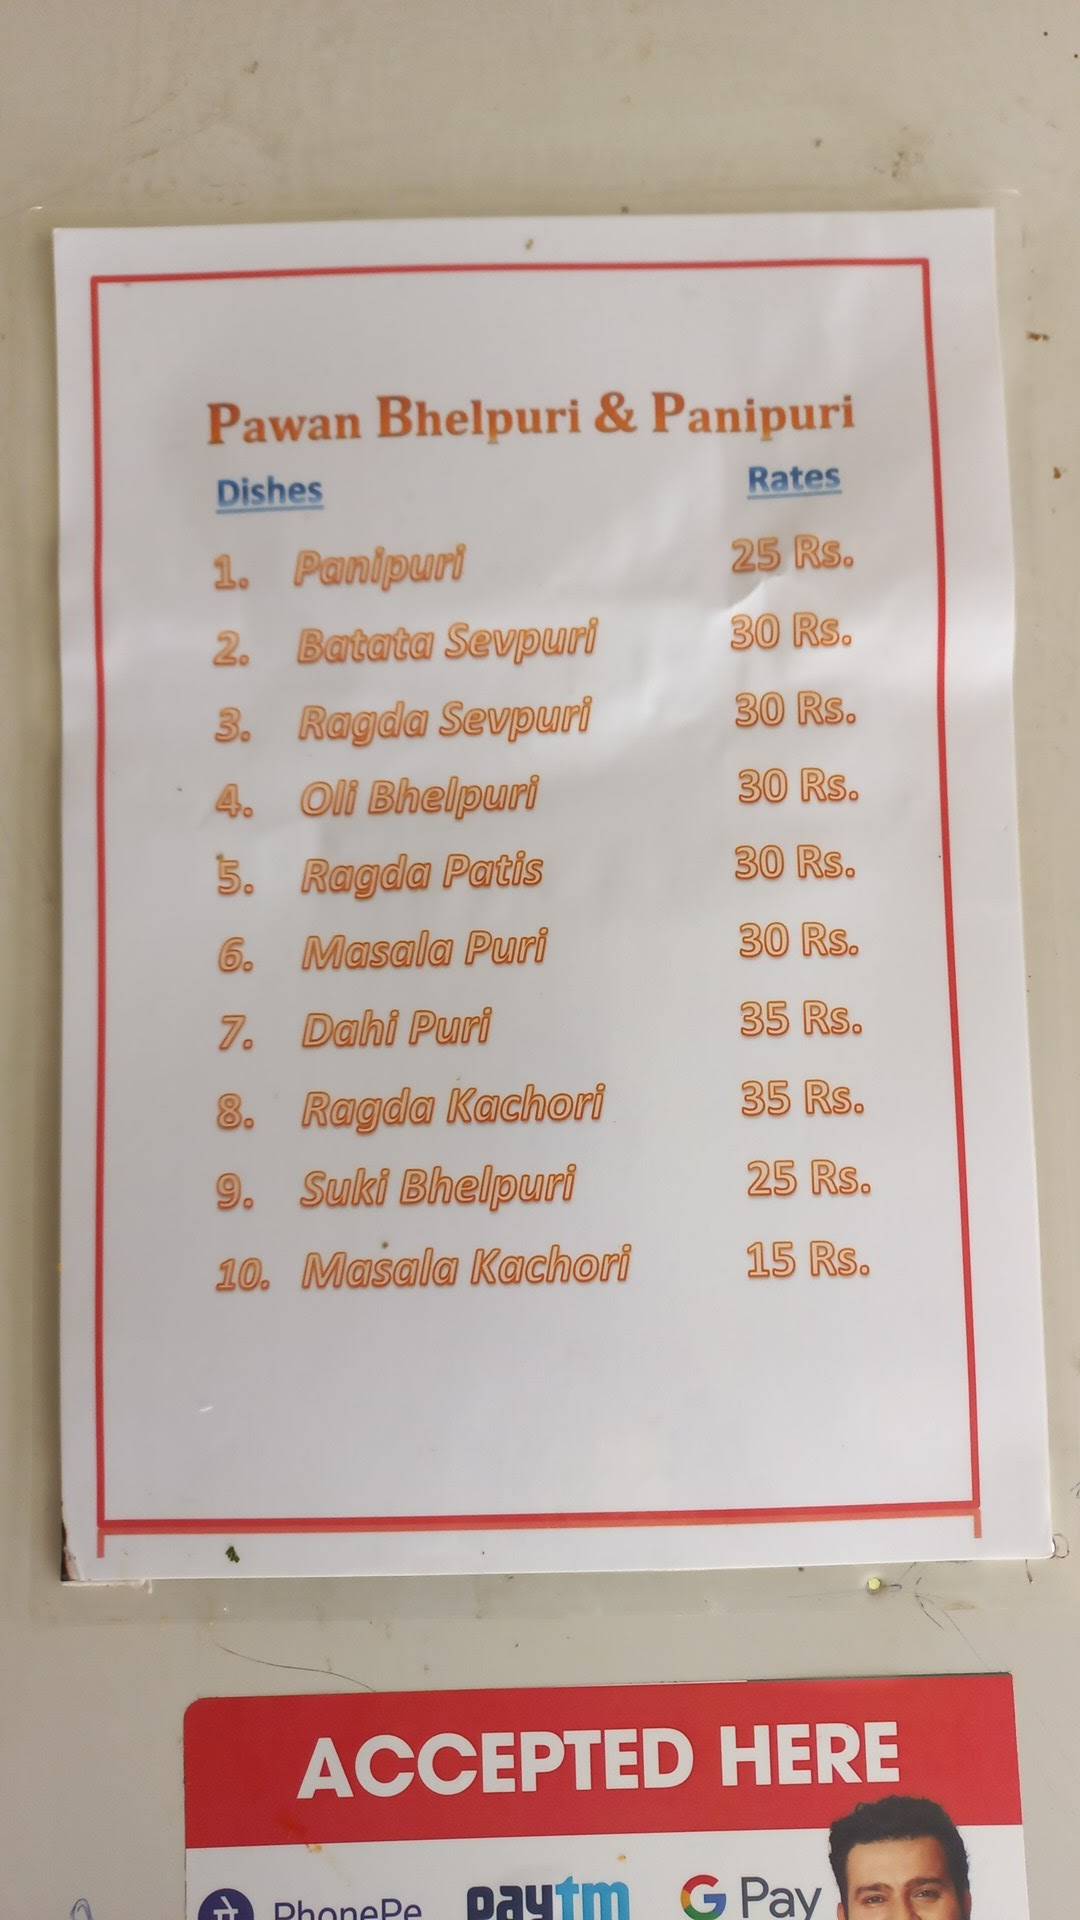 Pawan Bhelpuri & Panipuri
Dishes Rates
1. Panipuri 25 Rs.
2. Batata Sevpuri 30 Rs.
3. Ragda Sevpuri 30 Rs.
4. Oli Bhelpuri 30 Rs.
5. Ragda Patis 30 Rs.
6. Masala Puri 30 Rs.
7. Dahi Puri 35 Rs.
8. Ragda Kachori 35 Rs.
9. Suki Bhelpuri 25 Rs.
10. Masala Kachori 15 Rs.
ACCEPTED HERE
पे PhonePe paytm G Pay